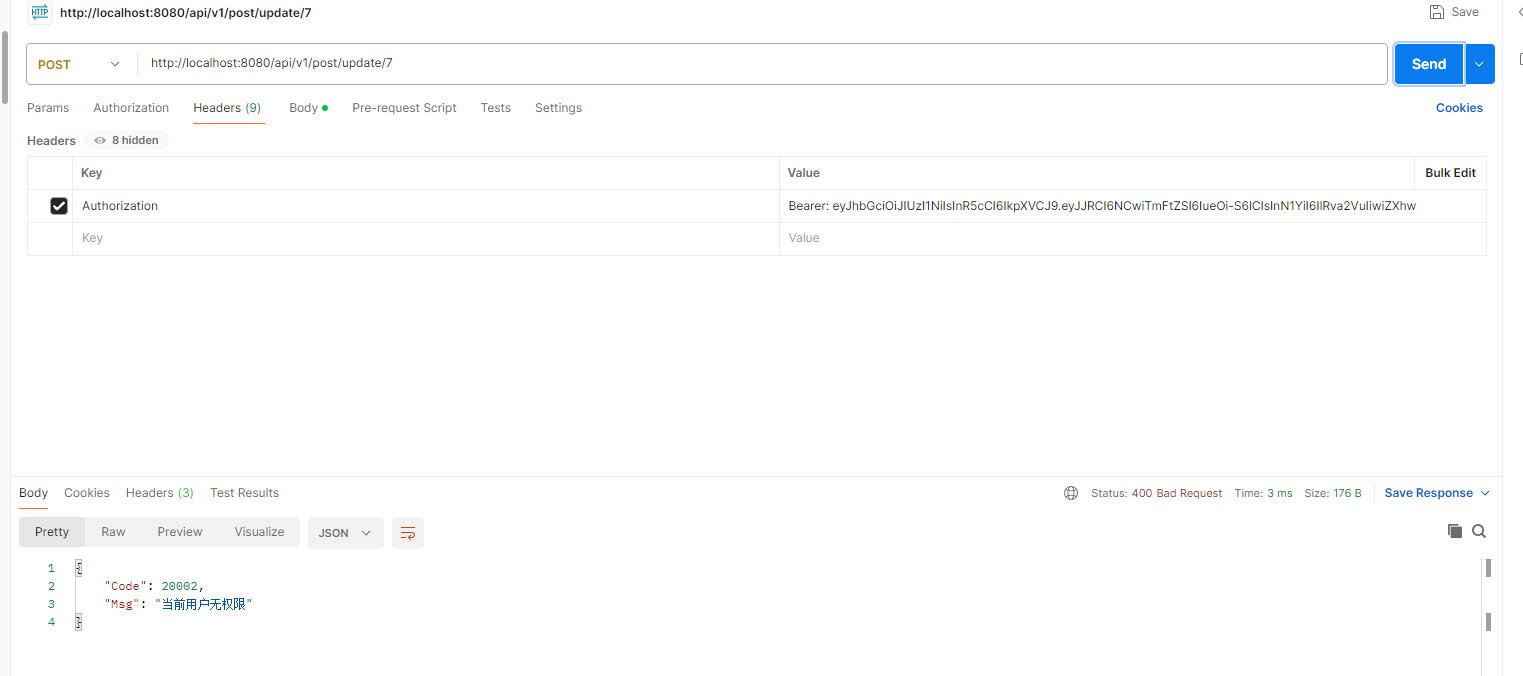 HTTP http://localhost:8080/api/v1/post/update/7 Save
POST http://localhost:8080/api/v1/post/update/7 Send
Params Authorization Headers (9) Body Pre-request Script Tests Settings Cookies
Headers 8 hidden
Key Value Bulk Edit
Authorization Bearer: eyJhbGciOiJIUzI1NiIsInR5cCI6IkpXVCJ9.eyJJRCI6NCwiTmFtZSI6IueOi-S6lCIsInN1YiI6IlRva2VuIiwiZXhw
Key Value
Body Cookies Headers (3) Test Results Status: 400 Bad Request Time: 3 ms Size: 176 B Save Response
Pretty Raw Preview Visualize JSON
1 {
2 "Code": 20002,
3 "Msg": "当前用户无权限"
4 }